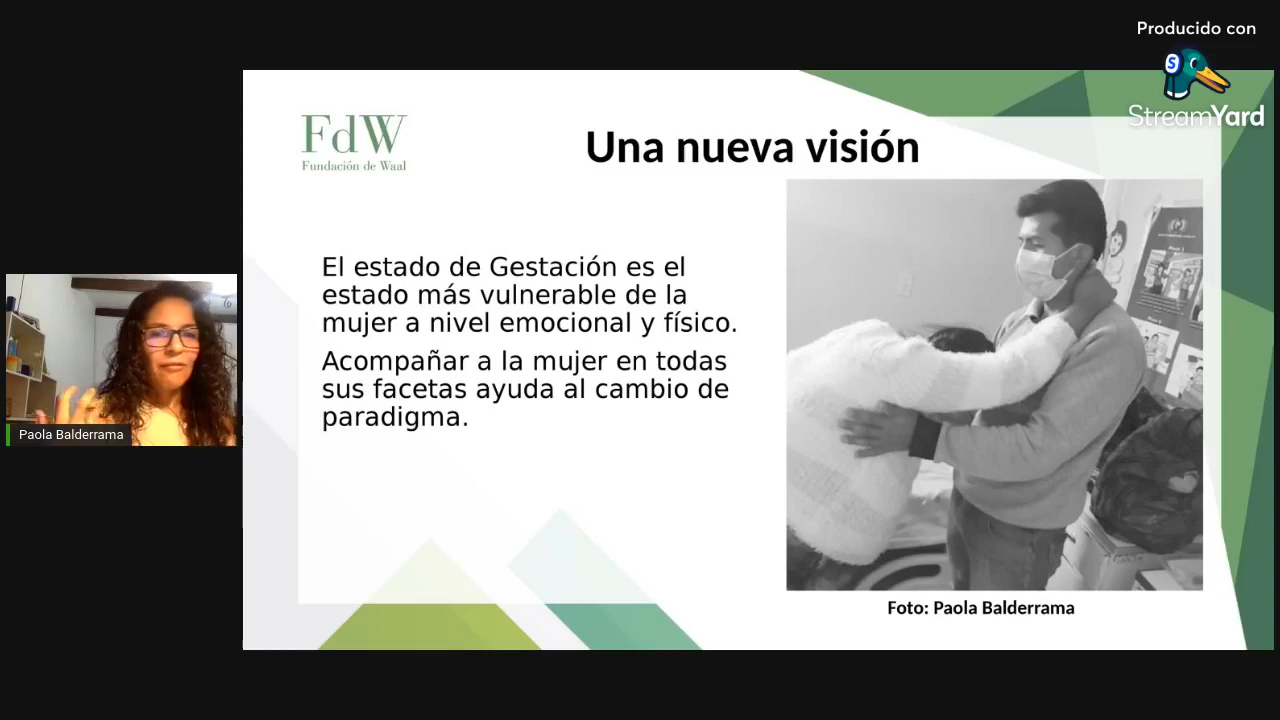 Producido con
StreamYard
FdW
Fundación de Waal
Una nueva visión
El estado de Gestación es el
estado más vulnerable de la
mujer a nivel emocional y físico.
Acompañar a la mujer en todas
sus facetas ayuda al cambio de
paradigma.
Paola Balderrama
Foto: Paola Balderrama